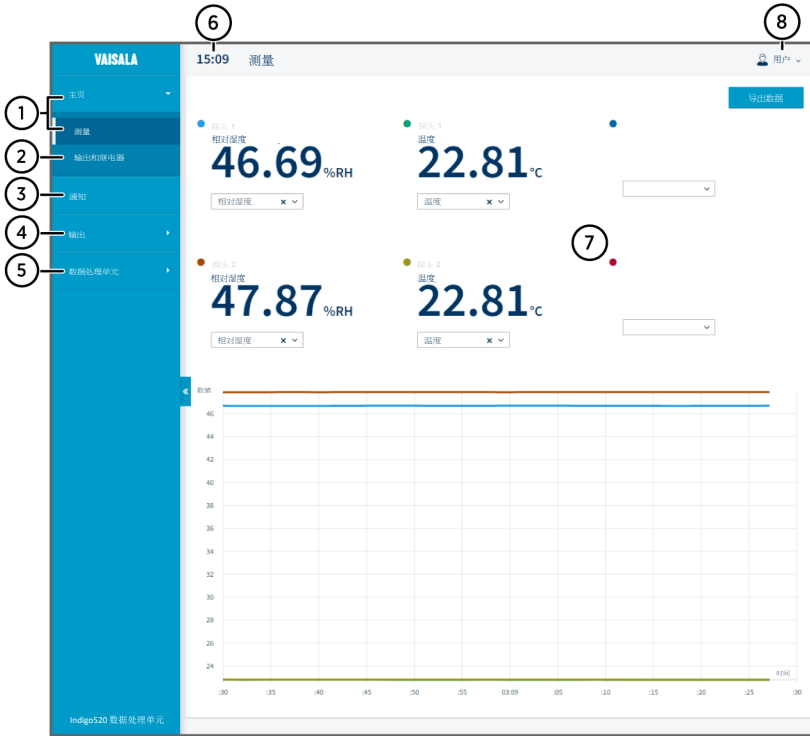 6
8
VAISALA
15:09 测量
用户
主页
导出数据
1
测量
探头 1
相对湿度
46.69 %RH
探头 1
温度
22.81 °C
2
输出和继电器
相对湿度
温度
3
通知
4
输出
7
5
数据处理单元
探头 2
相对湿度
47.87 %RH
探头 2
温度
22.81 °C
相对湿度
温度
数值
46
44
42
40
38
36
34
32
30
28
26
24
时间
:30 :35 :40 :45 :50 :55 03:09 :05 :10 :15 :20 :25 :30
Indigo520 数据处理单元